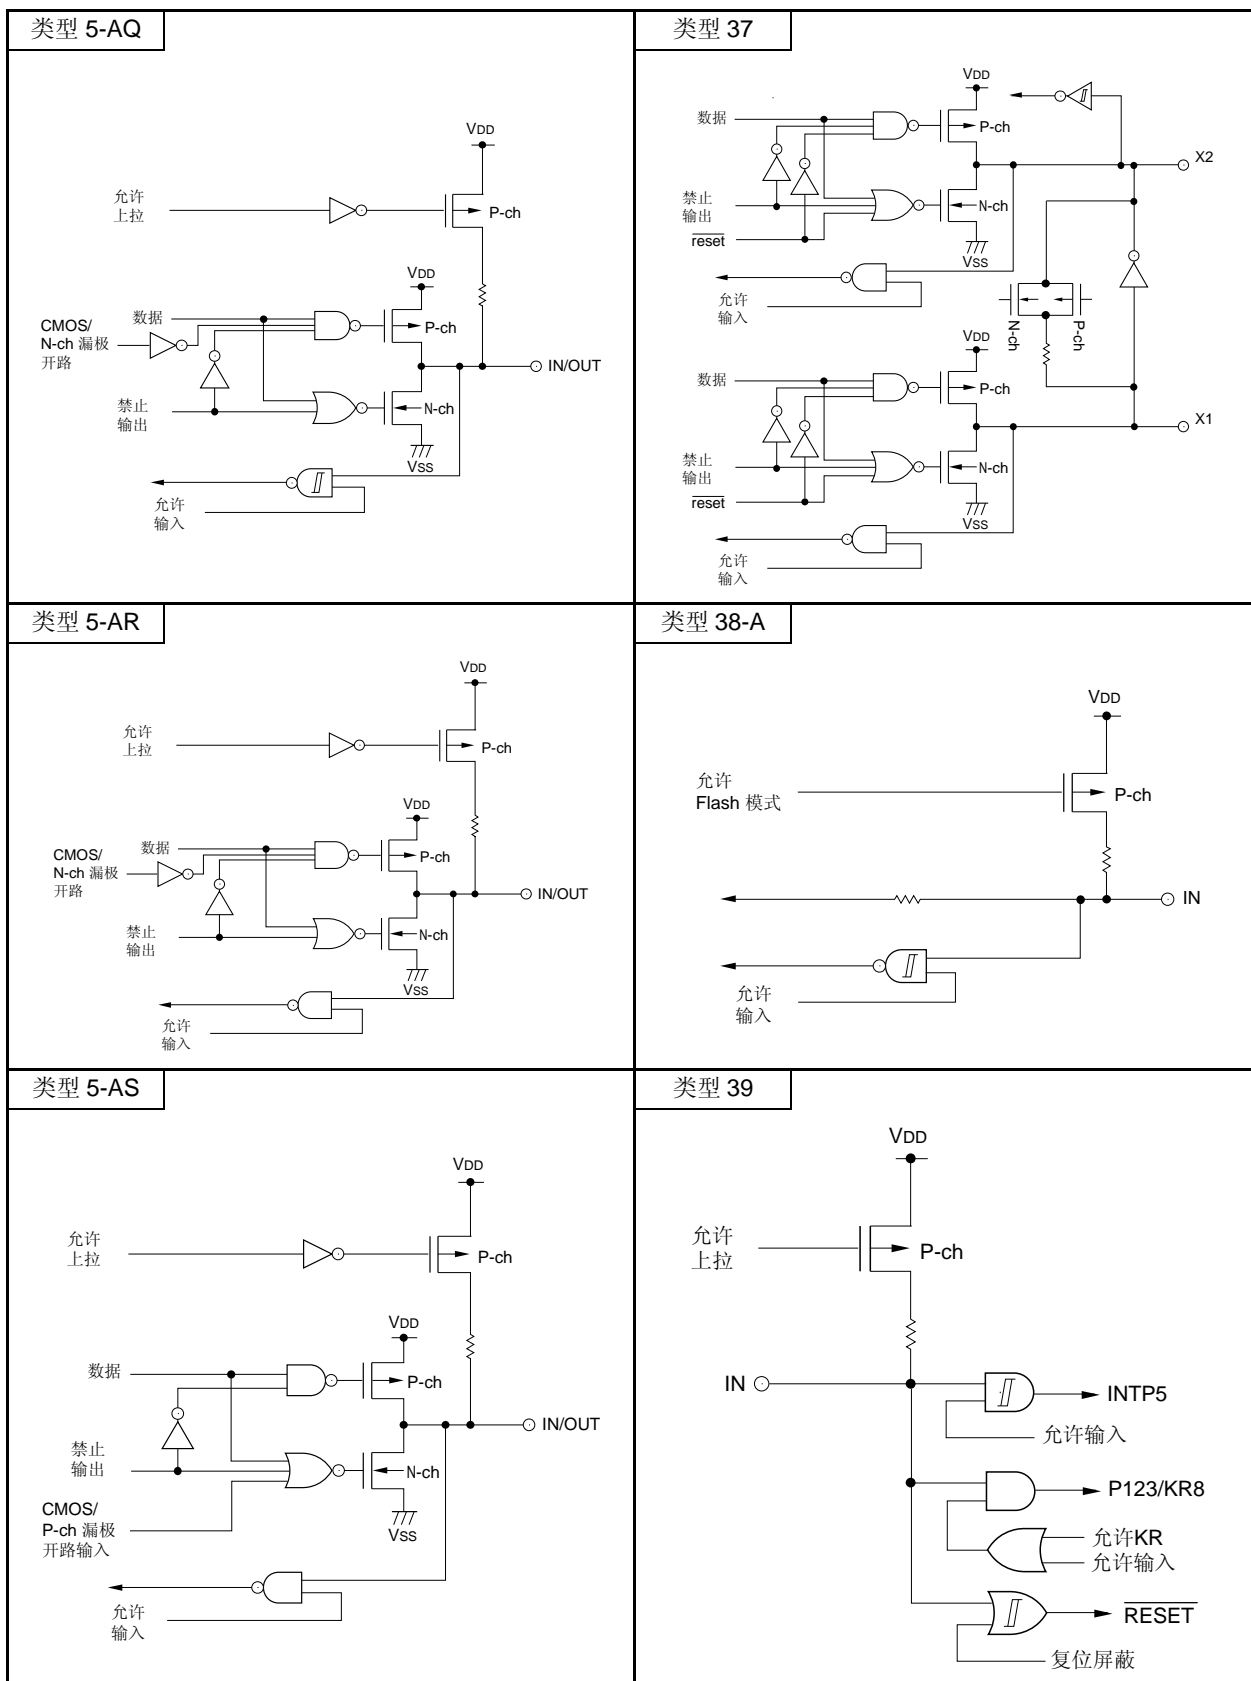 类型 5-AQ
VDD
允许
上拉
P-ch
VDD
CMOS/
N-ch 漏极
开路
数据
P-ch
IN/OUT
禁止
输出
N-ch
VSS
允许
输入
类型 37
VDD
数据
P-ch
X2
禁止
输出
N-ch
reset
VSS
允许
输入
N-ch
P-ch
VDD
数据
P-ch
X1
禁止
输出
N-ch
reset
VSS
允许
输入
类型 5-AR
VDD
允许
上拉
P-ch
VDD
CMOS/
N-ch 漏极
开路
数据
P-ch
IN/OUT
禁止
输出
N-ch
VSS
允许
输入
类型 38-A
VDD
允许
Flash 模式
P-ch
IN
允许
输入
类型 5-AS
VDD
允许
上拉
P-ch
VDD
数据
P-ch
IN/OUT
禁止
输出
N-ch
CMOS/
P-ch 漏极
开路输入
VSS
允许
输入
类型 39
VDD
允许
上拉
P-ch
IN
INTP5
允许输入
P123/KR8
允许KR
允许输入
RESET
复位屏蔽